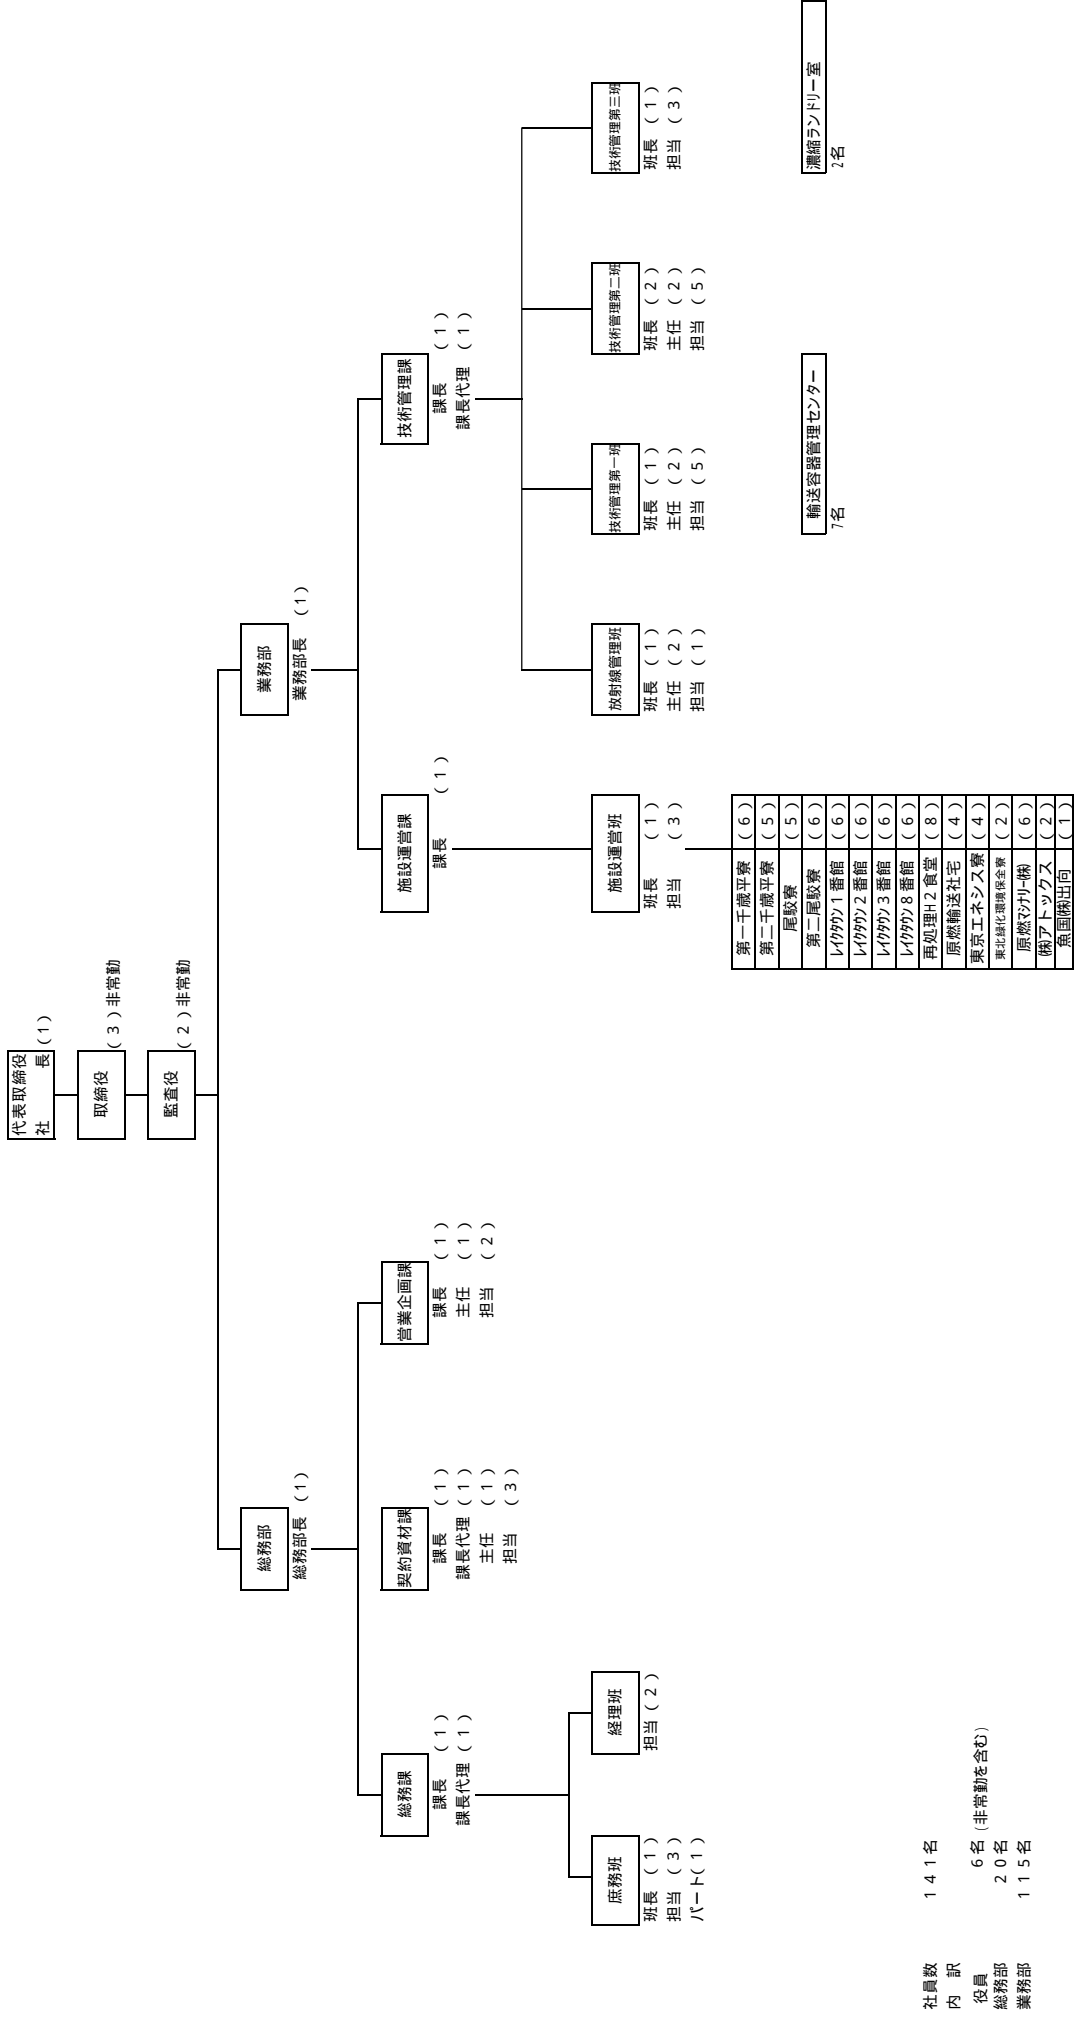 代表取締役
社　　長 (1)
取締役
(3)非常勤
監査役
(2)非常勤
総務部
総務部長 (1)
業務部
業務部長 (1)
総務課
課長 (1)
課長代理 (1)
契約資材課
課長 (1)
課長代理 (1)
主任 (1)
担当 (3)
営業企画課
課長 (1)
主任 (1)
担当 (2)
施設運営課
課長 (1)
技術管理課
課長 (1)
課長代理 (1)
庶務班
班長 (1)
担当 (3)
パート(1)
経理班
担当 (2)
施設運営班
班長 (1)
担当 (3)
放射線管理班
班長 (1)
主任 (2)
担当 (1)
技術管理第一班
班長 (1)
主任 (2)
担当 (5)
技術管理第二班
班長 (2)
主任 (2)
担当 (5)
技術管理第三班
班長 (1)
担当 (3)
第一千歳平寮 (6)
第二千歳平寮 (5)
尾駮寮 (5)
第二尾駮寮 (6)
ﾚｲｸﾀｳﾝ1番館 (6)
ﾚｲｸﾀｳﾝ2番館 (6)
ﾚｲｸﾀｳﾝ3番館 (6)
ﾚｲｸﾀｳﾝ8番館 (6)
再処理H2食堂 (8)
原燃輸送社宅 (4)
東京エネシス寮 (4)
東北緑化環境保全寮 (2)
原燃ﾏｼﾅﾘｰ㈱ (6)
㈱アトックス (2)
魚国㈱出向 (1)
輸送容器管理センター
7名
濃縮ランドリー室
2名
社員数 141名
内　訳
役員 6名(非常勤を含む)
総務部 20名
業務部 115名